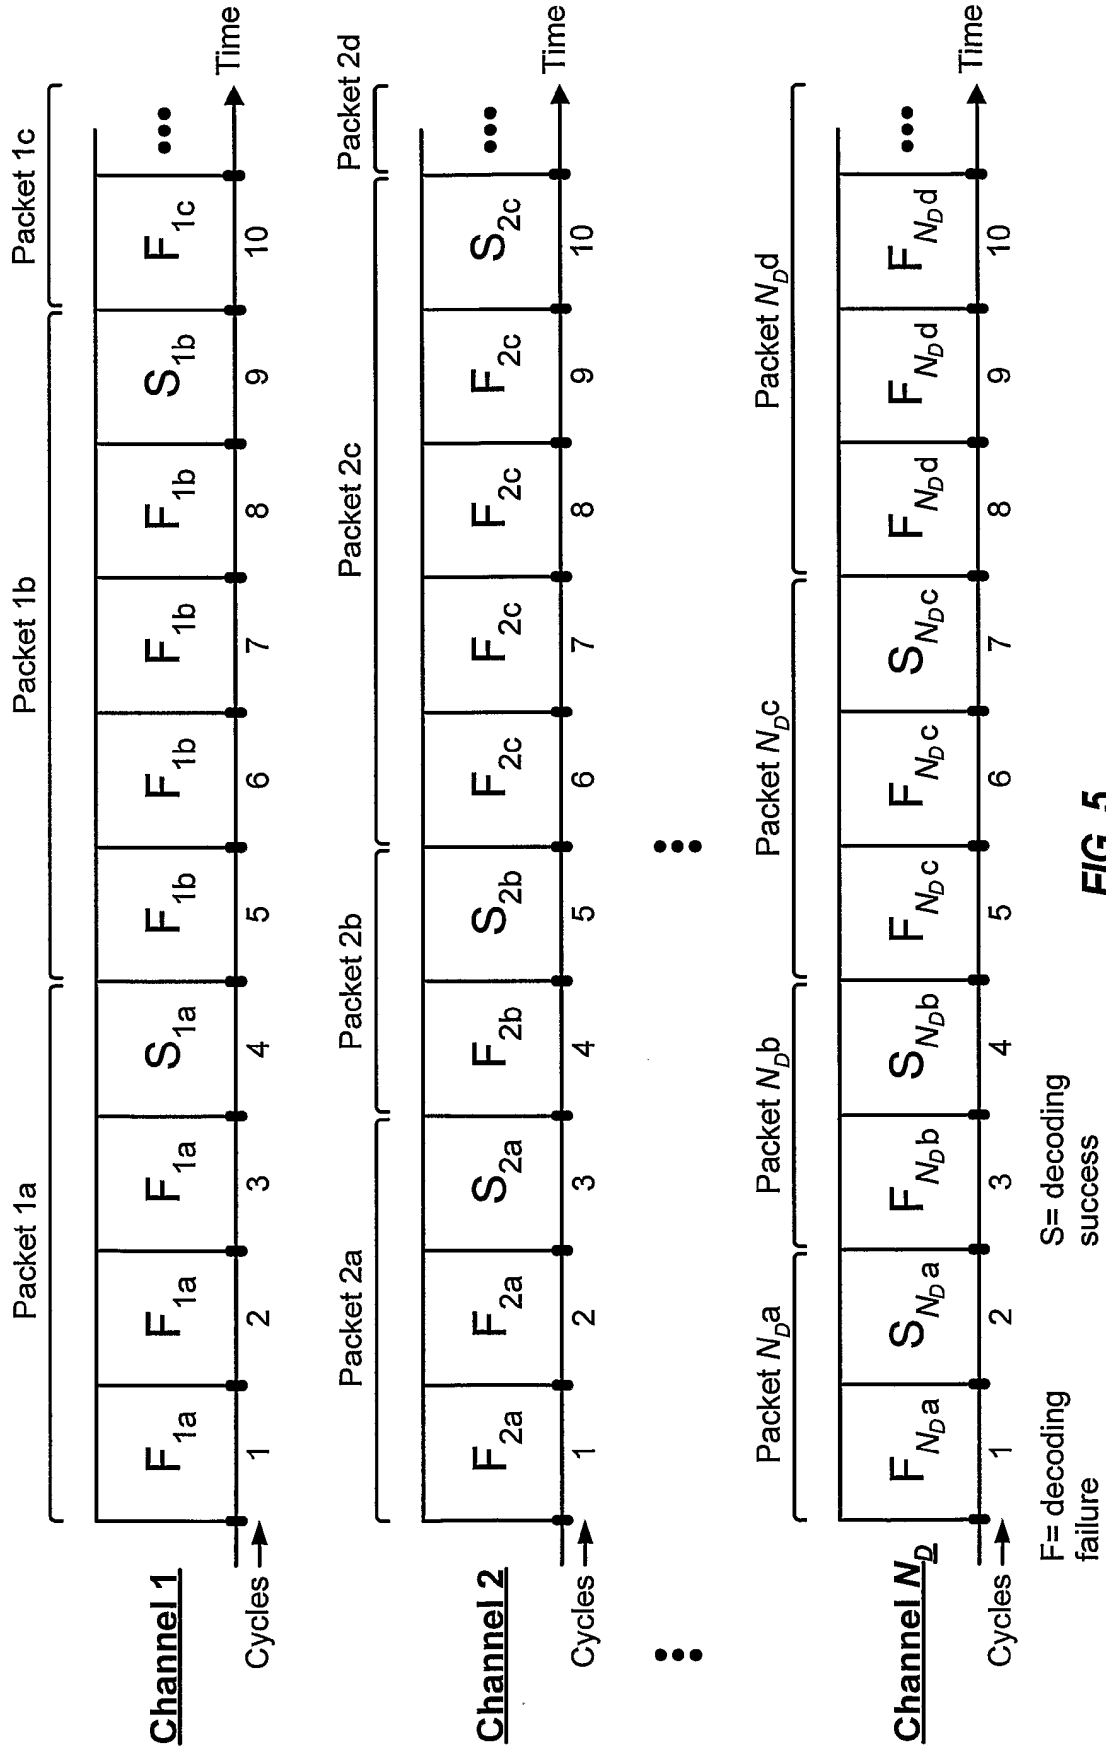 Packet 1a Packet 1b Packet 1c
Channel 1
F1a F1a F1a S1a F1b F1b F1b F1b S1b F1c •••
Cycles → 1 2 3 4 5 6 7 8 9 10 Time
Packet 2a Packet 2b Packet 2c Packet 2d
Channel 2
F2a F2a S2a F2b S2b F2c F2c F2c F2c S2c •••
Cycles → 1 2 3 4 5 6 7 8 9 10 Time
••• •••
Packet NDa Packet NDb Packet NDc Packet NDd
Channel ND
FNDa SNDa FNDb SNDb FNDc FNDc SNDc FNDd FNDd FNDd •••
Cycles → 1 2 3 4 5 6 7 8 9 10 Time
F= decoding failure
S= decoding success
FIG. 5